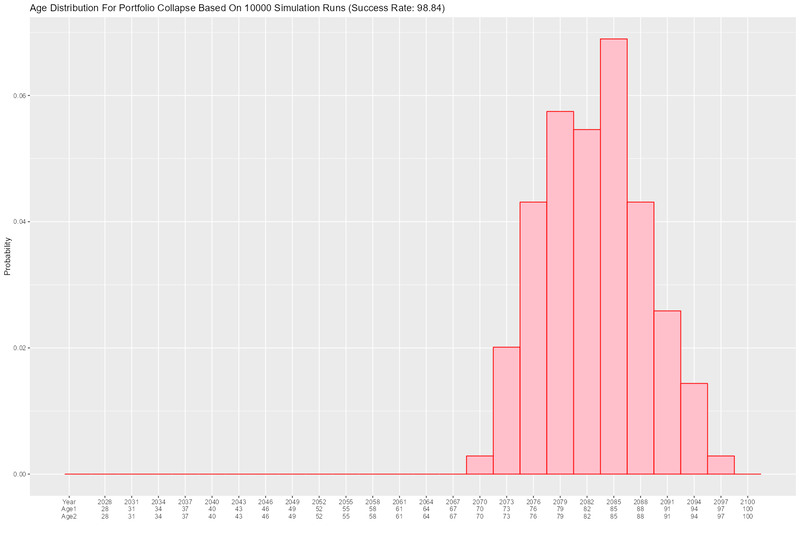 Age Distribution For Portfolio Collapse Based On 10000 Simulation Runs (Success Rate: 98.84)
0.06
0.04
Probability
0.02
0.00
Year 2028 2031 2034 2037 2040 2043 2046 2049 2052 2055 2058 2061 2064 2067 2070 2073 2076 2079 2082 2085 2088 2091 2094 2097 2100
Age1 28 31 34 37 40 43 46 49 52 55 58 61 64 67 70 73 76 79 82 85 88 91 94 97 100
Age2 28 31 34 37 40 43 46 49 52 55 58 61 64 67 70 73 76 79 82 85 88 91 94 97 100